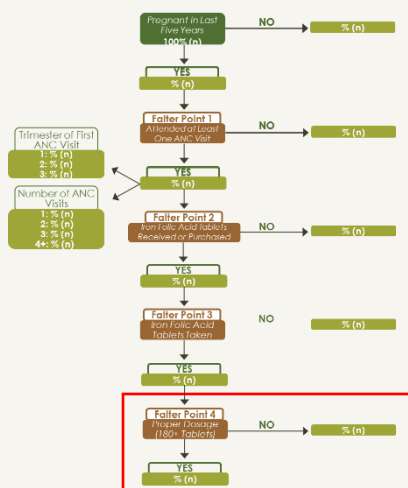 Pregnant in Last
Five Years
100% (n)
NO
% (n)
YES
% (n)
Falter Point 1
Attended at Least
One ANC Visit
NO
% (n)
Trimester of First
ANC Visit
1: % (n)
2: % (n)
3: % (n)
YES
% (n)
Number of ANC
Visits
1: % (n)
2: % (n)
3: % (n)
4+: % (n)
Falter Point 2
Iron Folic Acid Tablets
Received or Purchased
NO
% (n)
YES
% (n)
Falter Point 3
Iron Folic Acid
Tablets Taken
NO
% (n)
YES
% (n)
Falter Point 4
Proper Dosage
(180+ Tablets)
NO
% (n)
YES
% (n)